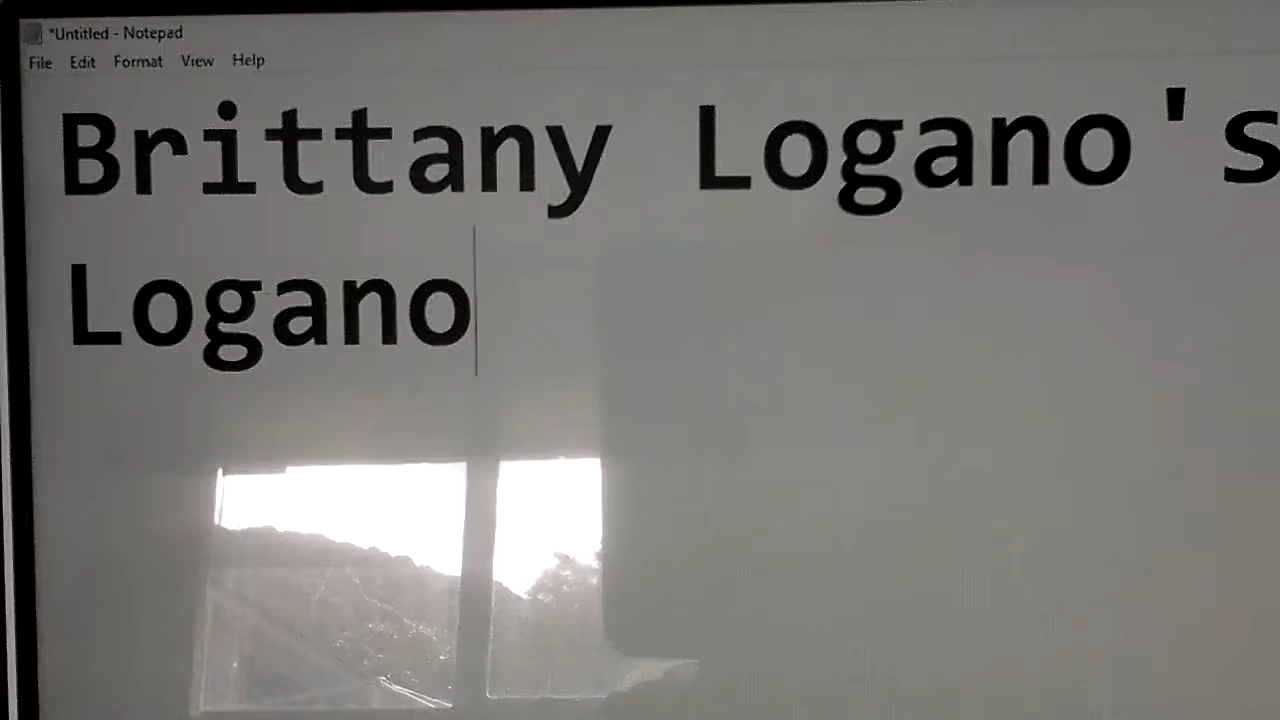 *Untitled - Notepad
File Edit Format View Help
Brittany Logano's
Logano